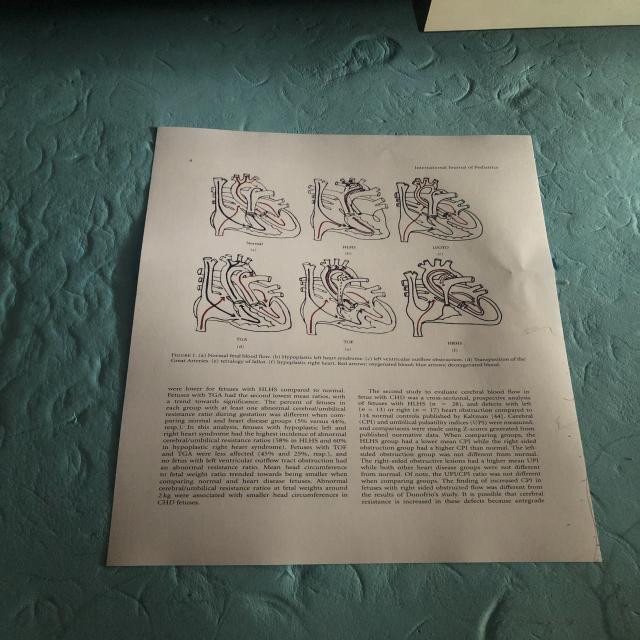 4
International Journal of Pediatrics
Normal
(a)
HLHS
(b)
LVOTO
(c)
TGA
(d)
TOF
(e)
HRHS
(f)
FIGURE 1: (a) Normal fetal blood flow. (b) Hypoplastic left heart syndrome. (c) left ventricular outflow obstruction. (d) Transposition of the
Great Arteries. (e) tetralogy of fallot. (f) hypoplastic right heart. Red arrow: oxygenated blood; blue arrow: deoxygenated blood.
were lower for fetuses with HLHS compared to normal.
Fetuses with TGA had the second lowest mean ratios, with
a trend towards significance. The percent of fetuses in
each group with at least one abnormal cerebral/umbilical
resistance ratio during gestation was different when com-
paring normal and heart disease groups (5% versus 44%,
resp.). In this analysis, fetuses with hypoplastic left and
right heart syndrome had the highest incidence of abnormal
cerebral/umbilical resistance ratios (58% in HLHS and 60%
in hypoplastic right heart syndrome). Fetuses with TOF
and TGA were less affected (45% and 25%, resp.), and
no fetus with left ventricular outflow tract obstruction had
an abnormal resistance ratio. Mean head circumference
to fetal weight ratio trended towards being smaller when
comparing normal and heart disease fetuses. Abnormal
cerebral/umbilical resistance ratios at fetal weights around
2 kg were associated with smaller head circumferences in
CHD fetuses.
The second study to evaluate cerebral blood flow in
fetus with CHD was a cross-sectional, prospective analysis
of fetuses with HLHS (n = 28), and defects with left
(n = 13) or right (n = 17) heart obstruction compared to
114 normal controls published by Kaltman [44]. Cerebral
(CPI) and umbilical pulsatility indices (UPI) were measured,
and comparisons were made using Z-scores generated from
published normative data. When comparing groups, the
HLHS group had a lower mean CPI while the right sided
obstruction group had a higher CPI than normal. The left-
sided obstruction group was not different from normal.
The right-sided obstructive lesions had a higher mean UPI
while both other heart disease groups were not different
from normal. Of note, the UPI/CPI ratio was not different
when comparing groups. The finding of increased CPI in
fetuses with right sided obstructed flow was different from
the results of Donofrio's study. It is possible that cerebral
resistance is increased in these defects because antegrade